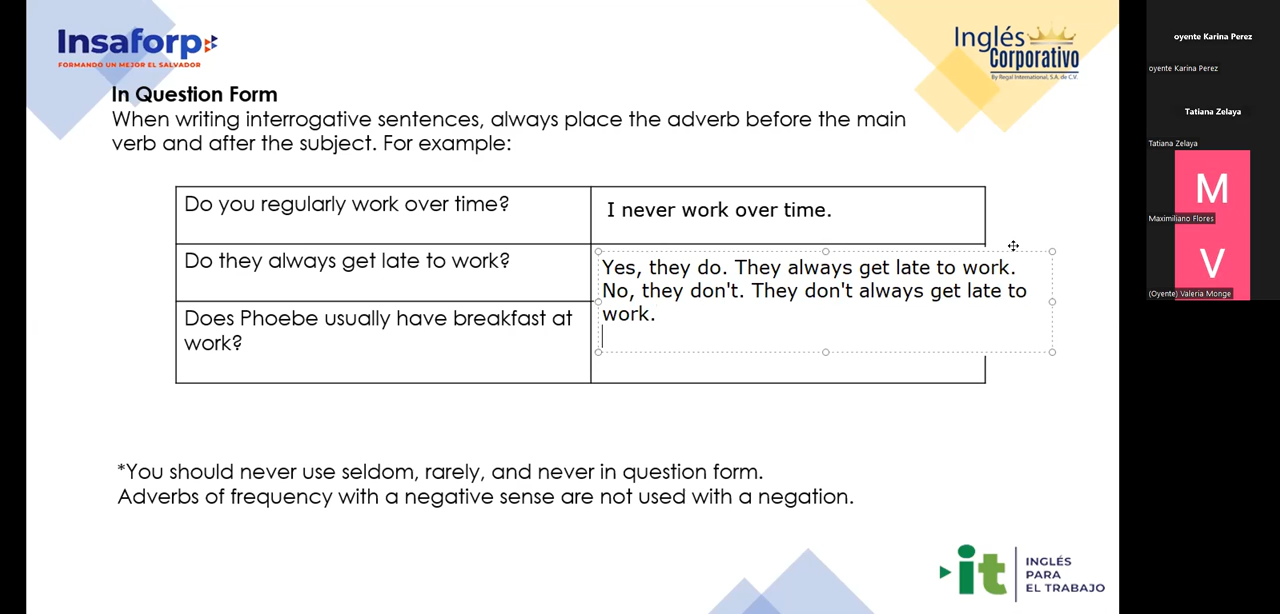 Insaforp
FORMANDO UN MEJOR EL SALVADOR
Inglés
Corporativo
By Regal International, S.A. de C.V.
In Question Form
When writing interrogative sentences, always place the adverb before the main
verb and after the subject. For example:
Do you regularly work over time?
I never work over time.
Do they always get late to work?
Yes, they do. They always get late to work.
No, they don't. They don't always get late to
work.
Does Phoebe usually have breakfast at
work?
*You should never use seldom, rarely, and never in question form.
Adverbs of frequency with a negative sense are not used with a negation.
it
INGLÉS
PARA
EL TRABAJO
oyente Karina Perez
oyente Karina Perez
Tatiana Zelaya
Tatiana Zelaya
M
Maximiliano Flores
V
(Oyente) Valeria Monge